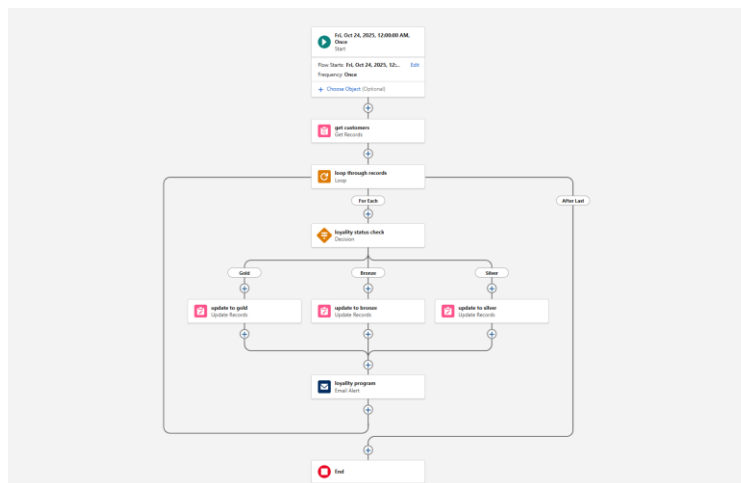 Fri, Oct 24, 2025, 12:00:00 AM,
Once
Start
Flow Starts: Fri, Oct 24, 2025, 12:... Edit
Frequency: Once
+ Choose Object (Optional)
get customers
Get Records
loop through records
Loop
For Each
After Last
loyality status check
Decision
Gold
Bronze
Silver
update to gold
Update Records
update to bronze
Update Records
update to silver
Update Records
loyality program
Email Alert
End